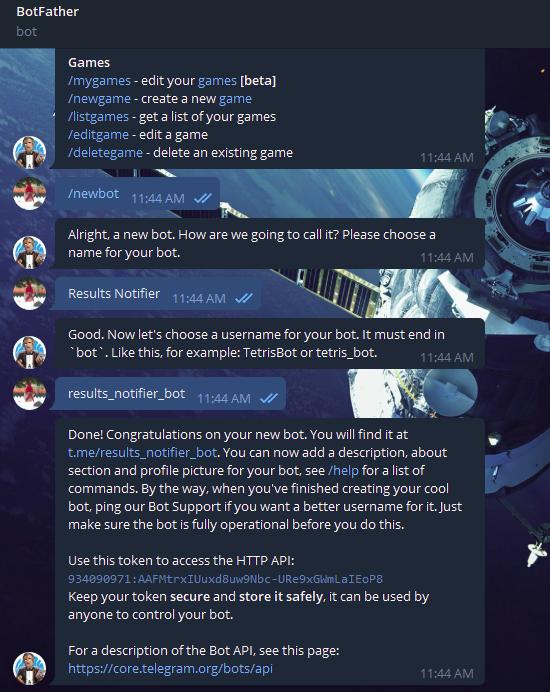 BotFather
bot
Games
/mygames - edit your games [beta]
/newgame - create a new game
/listgames - get a list of your games
/editgame - edit a game
/deletegame - delete an existing game
11:44 AM
/newbot
11:44 AM
Alright, a new bot. How are we going to call it? Please choose a
name for your bot.
11:44 AM
Results Notifier
11:44 AM
Good. Now let's choose a username for your bot. It must end in
`bot`. Like this, for example: TetrisBot or tetris_bot.
11:44 AM
results_notifier_bot
11:44 AM
Done! Congratulations on your new bot. You will find it at
t.me/results_notifier_bot. You can now add a description, about
section and profile picture for your bot, see /help for a list of
commands. By the way, when you've finished creating your cool
bot, ping our Bot Support if you want a better username for it. Just
make sure the bot is fully operational before you do this.
Use this token to access the HTTP API:
934090971:AAFMtrxIUuxd8uw9Nbc-URe9xGWmLaIEoP8
Keep your token secure and store it safely, it can be used by
anyone to control your bot.
For a description of the Bot API, see this page:
https://core.telegram.org/bots/api
11:44 AM